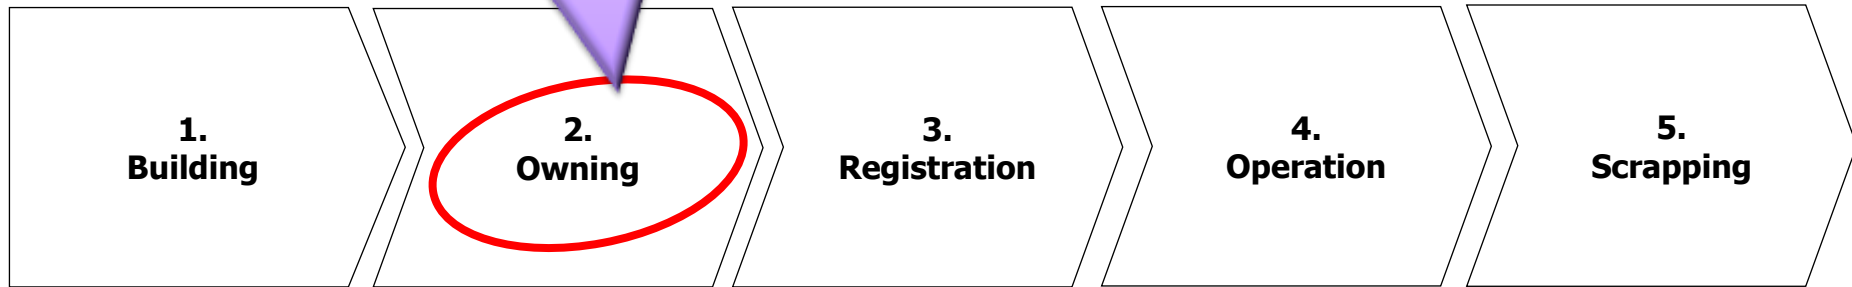 1.
Building
2.
Owning
3.
Registration
4.
Operation
5.
Scrapping